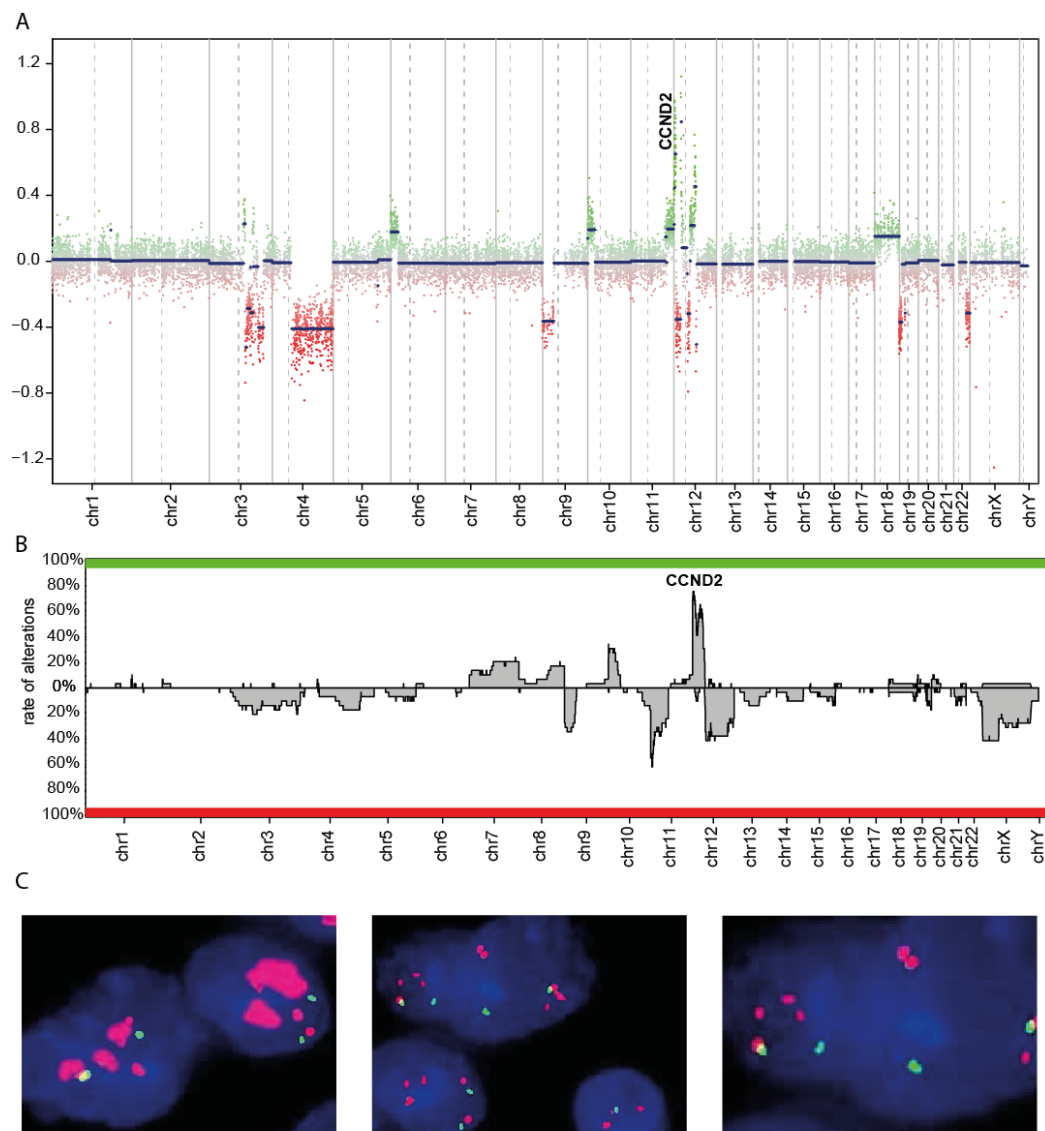 A
1.2
0.8
0.4
0.0
−0.4
−0.8
−1.2
CCND2
chr1
chr2
chr3
chr4
chr5
chr6
chr7
chr8
chr9
chr10
chr11
chr12
chr13
chr14
chr15
chr16
chr17
chr18
chr19
chr20
chr21
chr22
chrX
chrY
B
rate of alterations
100%
80%
60%
40%
20%
0%
20%
40%
60%
80%
100%
CCND2
chr1
chr2
chr3
chr4
chr5
chr6
chr7
chr8
chr9
chr10
chr11
chr12
chr13
chr14
chr15
chr16
chr17
chr18
chr19
chr20
chr21
chr22
chrX
chrY
C